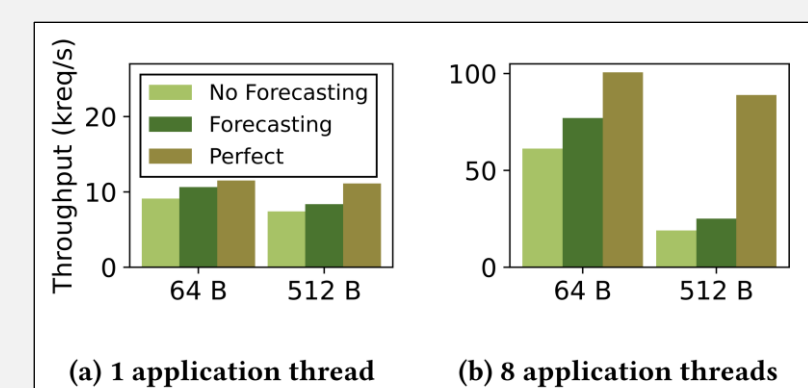 Throughput (kreq/s)
20
10
0
No Forecasting
Forecasting
Perfect
64 B
512 B
100
50
0
64 B
512 B
(a) 1 application thread
(b) 8 application threads